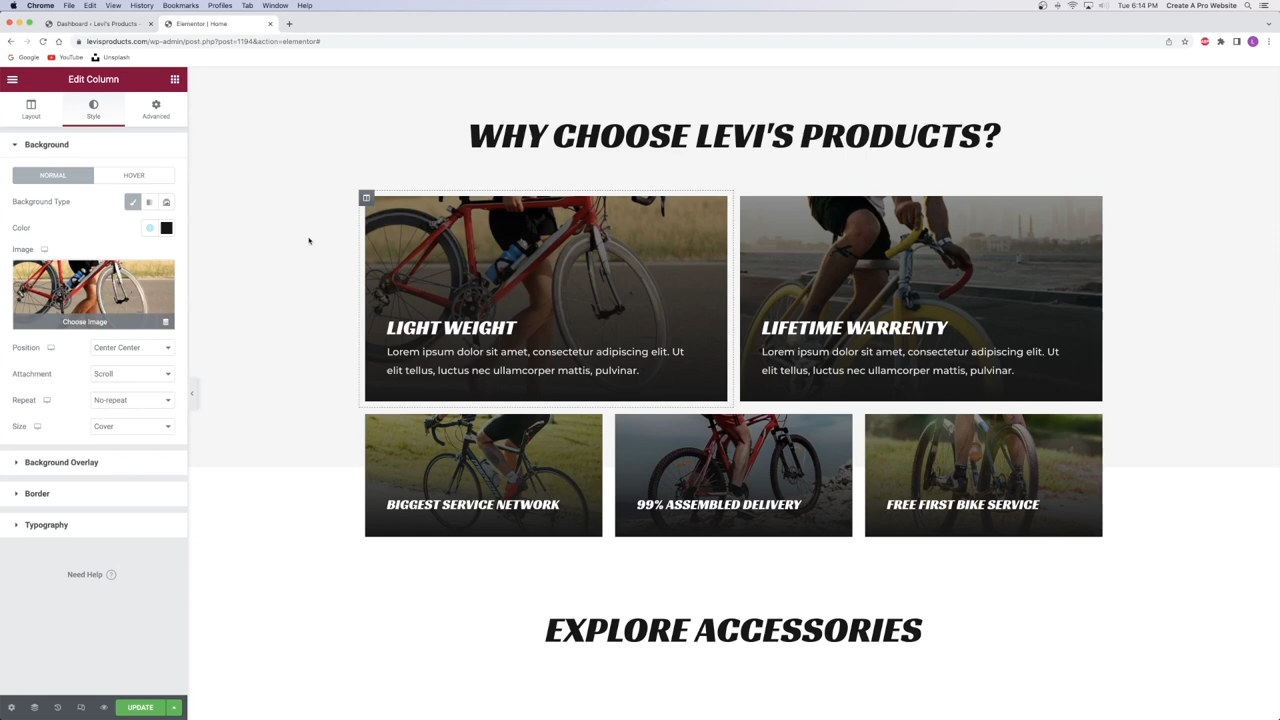 Chrome File Edit View History Bookmarks Profiles Tab Window Help
Tue 6:14 PM Create A Pro Website
Dashboard ‹ Levi's Products -
Elementor | Home
levisproducts.com/wp-admin/post.php?post=1194&action=elementor#
Google YouTube Unsplash
Edit Column
Layout Style Advanced
Background
NORMAL HOVER
Background Type
Color
Image
Choose Image
Position Center Center
Attachment Scroll
Repeat No-repeat
Size Cover
Background Overlay
Border
Typography
Need Help ?
UPDATE
WHY CHOOSE LEVI'S PRODUCTS?
LIGHT WEIGHT
Lorem ipsum dolor sit amet, consectetur adipiscing elit. Ut
elit tellus, luctus nec ullamcorper mattis, pulvinar.
LIFETIME WARRENTY
Lorem ipsum dolor sit amet, consectetur adipiscing elit. Ut
elit tellus, luctus nec ullamcorper mattis, pulvinar.
BIGGEST SERVICE NETWORK
99% ASSEMBLED DELIVERY
FREE FIRST BIKE SERVICE
EXPLORE ACCESSORIES